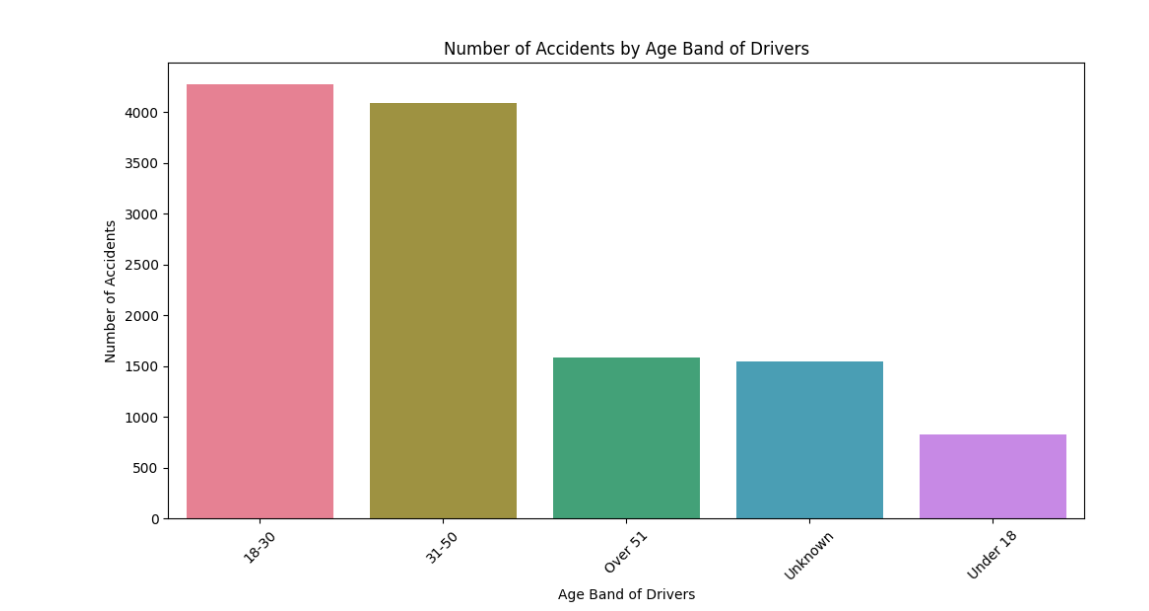 Number of Accidents by Age Band of Drivers
Number of Accidents
4000
3500
3000
2500
2000
1500
1000
500
0
18-30
31-50
Over 51
Unknown
Under 18
Age Band of Drivers